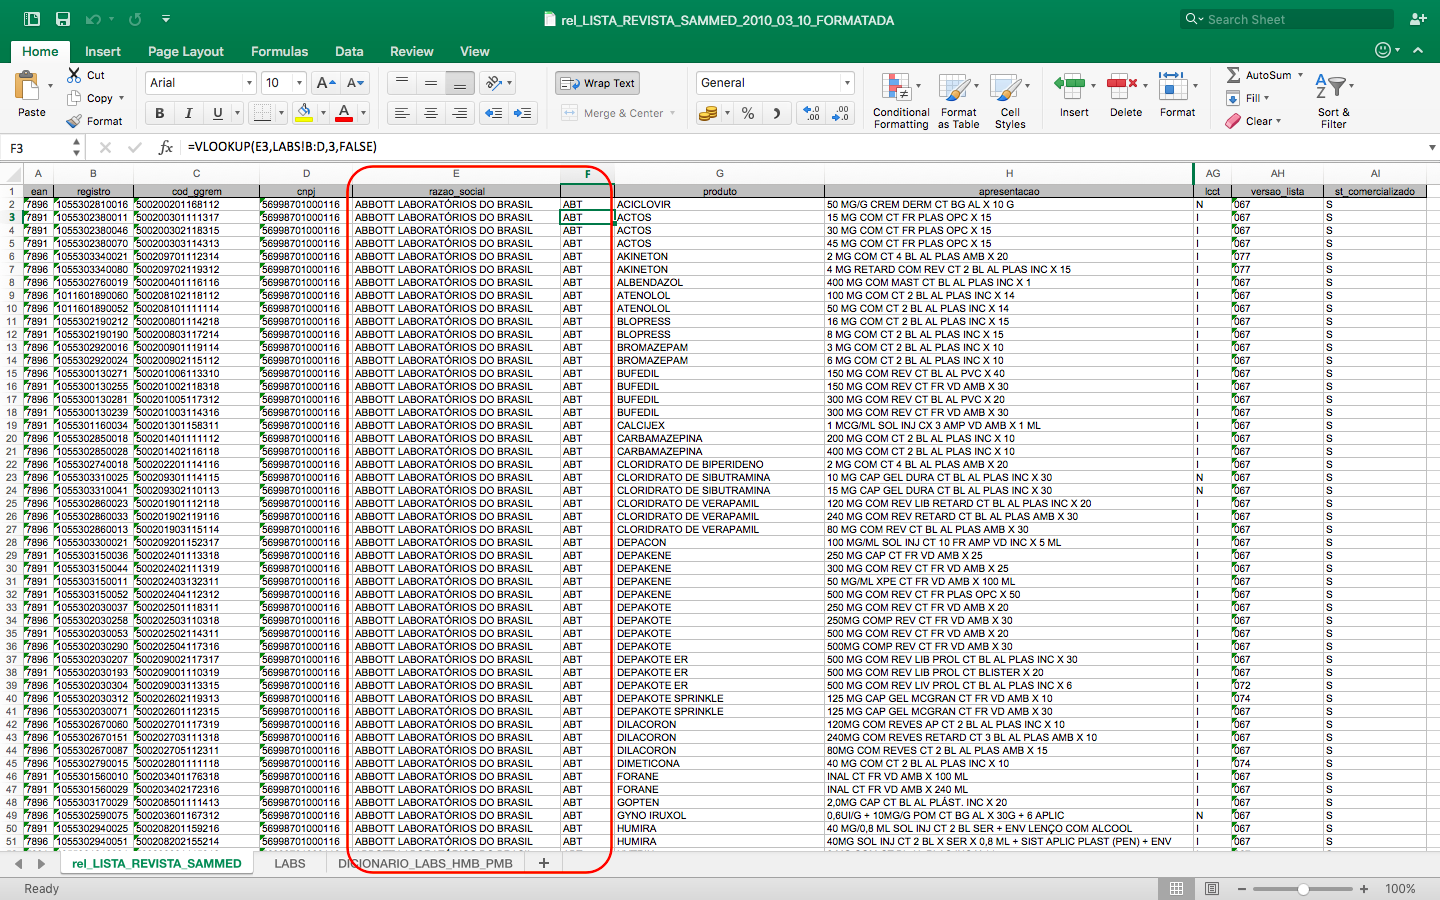 rel_LISTA_REVISTA_SAMMED_2010_03_10_FORMATADA
Search Sheet
Home Insert Page Layout Formulas Data Review View
Paste Cut Copy Format
Arial 10 A A
B I U A
Wrap Text
Merge & Center
General
% .0 .00 .00 .0
Conditional Formatting
Format as Table
Cell Styles
Insert Delete Format
AutoSum Fill Clear
Sort & Filter
F3 fx =VLOOKUP(E3,LABS!B:D,3,FALSE)
A B C D E F G H AG AH AI
1 ean registro cod_ggrem cnpj razao_social produto apresentacao lcct versao_lista st_comercializado
2 7896 1055302810016 500200201168112 56998701000116 ABBOTT LABORATÓRIOS DO BRASIL ABT ACICLOVIR 50 MG/G CREM DERM CT BG AL X 10 G N 067 S
3 7891 1055302380011 500200301111317 56998701000116 ABBOTT LABORATÓRIOS DO BRASIL ABT ACTOS 15 MG COM CT FR PLAS OPC X 15 I 067 S
4 7891 1055302380046 500200302118315 56998701000116 ABBOTT LABORATÓRIOS DO BRASIL ABT ACTOS 30 MG COM CT FR PLAS OPC X 15 I 067 S
5 7891 1055302380070 500200303114313 56998701000116 ABBOTT LABORATÓRIOS DO BRASIL ABT ACTOS 45 MG COM CT FR PLAS OPC X 15 I 067 S
6 7896 1055303340021 500209701112314 56998701000116 ABBOTT LABORATÓRIOS DO BRASIL ABT AKINETON 2 MG COM CT 4 BL AL PLAS AMB X 20 I 077 S
7 7896 1055303340080 500209702119312 56998701000116 ABBOTT LABORATÓRIOS DO BRASIL ABT AKINETON 4 MG RETARD COM REV CT 2 BL AL PLAS INC X 15 I 077 S
8 7896 1055302760019 500200401116116 56998701000116 ABBOTT LABORATÓRIOS DO BRASIL ABT ALBENDAZOL 400 MG COM MAST CT BL AL PLAS INC X 1 I 067 S
9 7896 1011601890060 500208102118112 56998701000116 ABBOTT LABORATÓRIOS DO BRASIL ABT ATENOLOL 100 MG COM CT 2 BL AL PLAS INC X 14 I 067 S
10 7896 1011601890052 500208101111114 56998701000116 ABBOTT LABORATÓRIOS DO BRASIL ABT ATENOLOL 50 MG COM CT 2 BL AL PLAS INC X 14 I 067 S
11 7891 1055302190212 500200801114218 56998701000116 ABBOTT LABORATÓRIOS DO BRASIL ABT BLOPRESS 16 MG COM CT 2 BL AL PLAS INC X 15 I 067 S
12 7891 1055302190190 500200803117214 56998701000116 ABBOTT LABORATÓRIOS DO BRASIL ABT BLOPRESS 8 MG COM CT 2 BL AL PLAS INC X 15 I 067 S
13 7896 1055302920016 500200901119114 56998701000116 ABBOTT LABORATÓRIOS DO BRASIL ABT BROMAZEPAM 3 MG COM CT 2 BL AL PLAS INC X 10 I 067 S
14 7896 1055302920024 500200902115112 56998701000116 ABBOTT LABORATÓRIOS DO BRASIL ABT BROMAZEPAM 6 MG COM CT 2 BL AL PLAS INC X 10 I 067 S
15 7891 1055300130271 500201006113310 56998701000116 ABBOTT LABORATÓRIOS DO BRASIL ABT BUFEDIL 150 MG COM REV CT BL AL PVC X 40 I 067 S
16 7891 1055300130255 500201002118318 56998701000116 ABBOTT LABORATÓRIOS DO BRASIL ABT BUFEDIL 150 MG COM REV CT FR VD AMB X 30 I 067 S
17 7891 1055300130281 500201005117312 56998701000116 ABBOTT LABORATÓRIOS DO BRASIL ABT BUFEDIL 300 MG COM REV CT BL AL PVC X 20 I 067 S
18 7891 1055300130239 500201003114316 56998701000116 ABBOTT LABORATÓRIOS DO BRASIL ABT BUFEDIL 300 MG COM REV CT FR VD AMB X 30 I 067 S
19 7891 1055301160034 500201301158311 56998701000116 ABBOTT LABORATÓRIOS DO BRASIL ABT CALCIJEX 1 MCG/ML SOL INJ CX 3 AMP VD AMB X 1 ML I 067 S
20 7896 1055302850018 500201401111112 56998701000116 ABBOTT LABORATÓRIOS DO BRASIL ABT CARBAMAZEPINA 200 MG COM CT 2 BL AL PLAS INC X 10 I 067 S
21 7896 1055302850028 500201402116118 56998701000116 ABBOTT LABORATÓRIOS DO BRASIL ABT CARBAMAZEPINA 400 MG COM CT 2 BL AL PLAS INC X 10 I 067 S
22 7896 1055302740018 500202201114116 56998701000116 ABBOTT LABORATÓRIOS DO BRASIL ABT CLORIDRATO DE BIPERIDENO 2 MG COM CT 4 BL AL PLAS AMB X 20 I 067 S
23 7896 1055303310025 500209301114115 56998701000116 ABBOTT LABORATÓRIOS DO BRASIL ABT CLORIDRATO DE SIBUTRAMINA 10 MG CAP GEL DURA CT BL AL PLAS INC X 30 N 067 S
24 7896 1055303310041 500209302110113 56998701000116 ABBOTT LABORATÓRIOS DO BRASIL ABT CLORIDRATO DE SIBUTRAMINA 15 MG CAP GEL DURA CT BL AL PLAS INC X 30 N 067 S
25 7896 1055302860023 500201901112118 56998701000116 ABBOTT LABORATÓRIOS DO BRASIL ABT CLORIDRATO DE VERAPAMIL 120 MG COM REV LIB RETARD CT BL AL PLAS INC X 20 I 067 S
26 7896 1055302860033 500201902119116 56998701000116 ABBOTT LABORATÓRIOS DO BRASIL ABT CLORIDRATO DE VERAPAMIL 240 MG COM REV RETARD CT BL AL PLAS AMB X 30 I 067 S
27 7896 1055302860013 500201903115114 56998701000116 ABBOTT LABORATÓRIOS DO BRASIL ABT CLORIDRATO DE VERAPAMIL 80 MG COM REV CT BL AL PLAS AMB X 30 I 067 S
28 7891 1055303300021 500209201152317 56998701000116 ABBOTT LABORATÓRIOS DO BRASIL ABT DEPACON 100 MG/ML SOL INJ CT 10 FR AMP VD INC X 5 ML I 067 S
29 7891 1055303150036 500202401113318 56998701000116 ABBOTT LABORATÓRIOS DO BRASIL ABT DEPAKENE 250 MG CAP CT FR VD AMB X 25 I 067 S
30 7891 1055303150044 500202402111319 56998701000116 ABBOTT LABORATÓRIOS DO BRASIL ABT DEPAKENE 300 MG COM REV CT FR VD AMB X 25 I 067 S
31 7891 1055303150011 500202403132311 56998701000116 ABBOTT LABORATÓRIOS DO BRASIL ABT DEPAKENE 50 MG/ML XPE CT FR VD AMB X 100 ML I 067 S
32 7891 1055303150052 500202404112312 56998701000116 ABBOTT LABORATÓRIOS DO BRASIL ABT DEPAKENE 500 MG COM REV CT FR PLAS OPC X 50 I 067 S
33 7891 1055302030037 500202501118311 56998701000116 ABBOTT LABORATÓRIOS DO BRASIL ABT DEPAKOTE 250 MG COM REV CT FR VD AMB X 20 I 067 S
34 7896 1055302030258 500202503110318 56998701000116 ABBOTT LABORATÓRIOS DO BRASIL ABT DEPAKOTE 250MG COMP REV CT FR VD AMB X 30 I 067 S
35 7891 1055302030053 500202502114311 56998701000116 ABBOTT LABORATÓRIOS DO BRASIL ABT DEPAKOTE 500 MG COM REV CT FR VD AMB X 20 I 067 S
36 7896 1055302030290 500202504117316 56998701000116 ABBOTT LABORATÓRIOS DO BRASIL ABT DEPAKOTE 500MG COMP REV CT FR VD AMB X 30 I 067 S
37 7896 1055302030207 500209002117317 56998701000116 ABBOTT LABORATÓRIOS DO BRASIL ABT DEPAKOTE ER 500 MG COM REV LIB PROL CT BL AL PLAS INC X 30 I 067 S
38 7891 1055302030193 500209001110319 56998701000116 ABBOTT LABORATÓRIOS DO BRASIL ABT DEPAKOTE ER 500 MG COM REV LIB PROL CT BLISTER X 20 I 067 S
39 7896 1055302030304 500209003113315 56998701000116 ABBOTT LABORATÓRIOS DO BRASIL ABT DEPAKOTE ER 500 MG COM REV LIV PROL CT BL AL PLAS INC X 6 I 072 S
40 7896 1055302030312 500202602119313 56998701000116 ABBOTT LABORATÓRIOS DO BRASIL ABT DEPAKOTE SPRINKLE 125 MG CAP GEL MCGRAN CT FR VD AMB X 10 I 074 S
41 7896 1055302030071 500202601112315 56998701000116 ABBOTT LABORATÓRIOS DO BRASIL ABT DEPAKOTE SPRINKLE 125 MG CAP GEL MCGRAN CT FR VD AMB X 30 I 067 S
42 7896 1055302670060 500202701117319 56998701000116 ABBOTT LABORATÓRIOS DO BRASIL ABT DILACORON 120MG COM REVES AP CT 2 BL AL PLAS INC X 10 I 067 S
43 7896 1055302670151 500202703111318 56998701000116 ABBOTT LABORATÓRIOS DO BRASIL ABT DILACORON 240MG COM REVES RETARD CT 3 BL AL PLAS AMB X 10 I 067 S
44 7896 1055302670087 500202705112311 56998701000116 ABBOTT LABORATÓRIOS DO BRASIL ABT DILACORON 80MG COM REVES CT 2 BL AL PLAS AMB X 15 I 067 S
45 7896 1055302790015 500202801111118 56998701000116 ABBOTT LABORATÓRIOS DO BRASIL ABT DIMETICONA 40 MG COM CT 2 BL AL PLAS INC X 10 I 074 S
46 7891 1055301560010 500203401176318 56998701000116 ABBOTT LABORATÓRIOS DO BRASIL ABT FORANE INAL CT FR VD AMB X 100 ML I 067 S
47 7891 1055301560029 500203402172316 56998701000116 ABBOTT LABORATÓRIOS DO BRASIL ABT FORANE INAL CT FR VD AMB X 240 ML I 067 S
48 7896 1055303170029 500208501111413 56998701000116 ABBOTT LABORATÓRIOS DO BRASIL ABT GOPTEN 2,0MG CAP CT BL AL PLÁST. INC X 20 I 067 S
49 7896 1055302590075 500203601167312 56998701000116 ABBOTT LABORATÓRIOS DO BRASIL ABT GYNO IRUXOL 0,6UI/G + 10MG/G POM CT BG AL X 30G + 6 APLIC N 067 S
50 7891 1055302940025 500208201159216 56998701000116 ABBOTT LABORATÓRIOS DO BRASIL ABT HUMIRA 40 MG/0,8 ML SOL INJ CT 2 BL SER + ENV LENÇO COM ALCOOL I 067 S
51 7896 1055302940051 500208202155214 56998701000116 ABBOTT LABORATÓRIOS DO BRASIL ABT HUMIRA 40MG SOL INJ CT 2 BL X SER X 0,8 ML + SIST APLIC PLAST (PEN) + ENV I 067 S
rel_LISTA_REVISTA_SAMMED LABS DICIONARIO_LABS_HMB_PMB +
Ready 100%